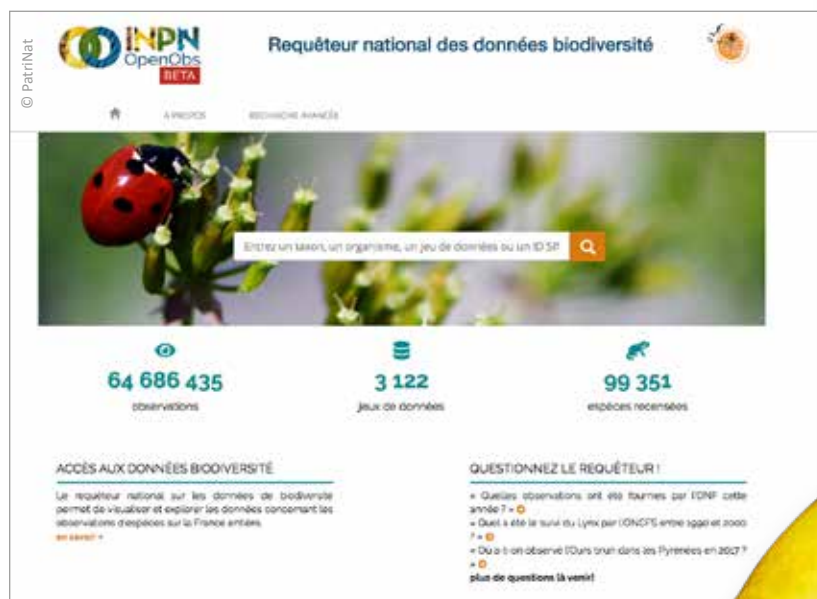 © PatriNat
INPN
OpenObs
BETA
Requêteur national des données biodiversité
A PROPOS
RECHERCHE AVANCÉE
Entrez un taxon, un organisme, un jeu de données ou un ID SI
64 686 435
observations
3 122
jeux de données
99 351
espèces recensées
ACCÈS AUX DONNÉES BIODIVERSITÉ
Le requêteur national sur les données de biodiversité
permet de visualiser et explorer les données concernant les
observations d'espèces sur la France entière.
en savoir +
QUESTIONNEZ LE REQUÊTEUR !
« Quelles observations ont été fournies par l'ONF cette
année ? »
« Quel a été le suivi du Lynx par l'ONCFS entre 1990 et 2000
? »
« Où a-t-on observé l'Ours brun dans les Pyrénées en 2017 ?
»
plus de questions (à venir)